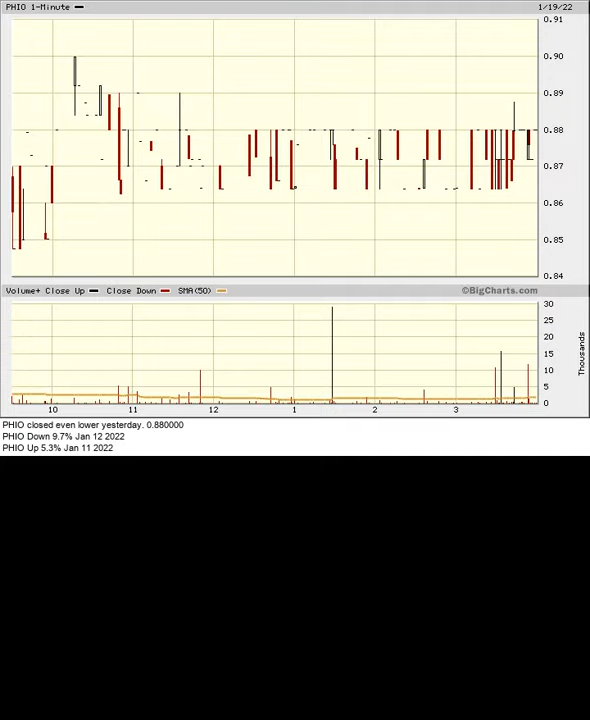 PHIO 1-Minute
1/19/22
0.91
0.90
0.89
0.88
0.87
0.86
0.85
0.84
Volume+ Close Up Close Down SMA(50)
©BigCharts.com
30
25
20
15
10
5
0
Thousands
10 11 12 1 2 3
PHIO closed even lower yesterday. 0.880000
PHIO Down 9.7% Jan 12 2022
PHIO Up 5.3% Jan 11 2022